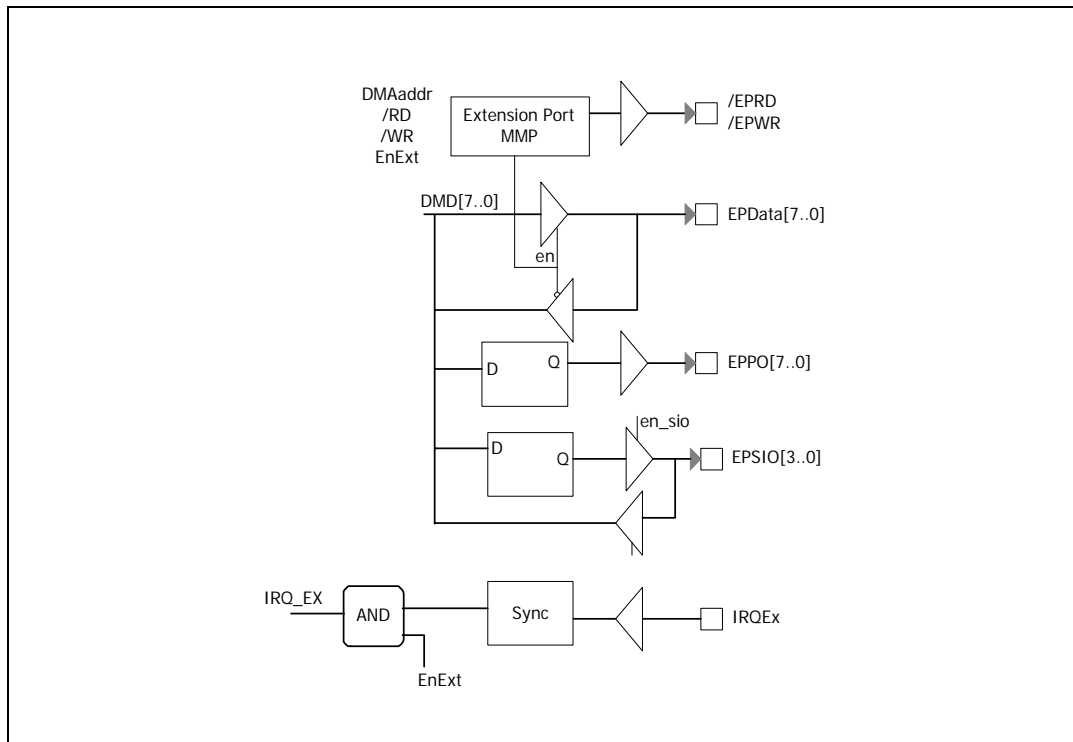 DMAaddr
/RD
/WR
EnExt
Extension Port
MMP
/EPRD
/EPWR
DMD[7..0]
EPData[7..0]
en
D
Q
EPPO[7..0]
en_sio
D
Q
EPSIO[3..0]
IRQ_EX
AND
Sync
IRQEx
EnExt